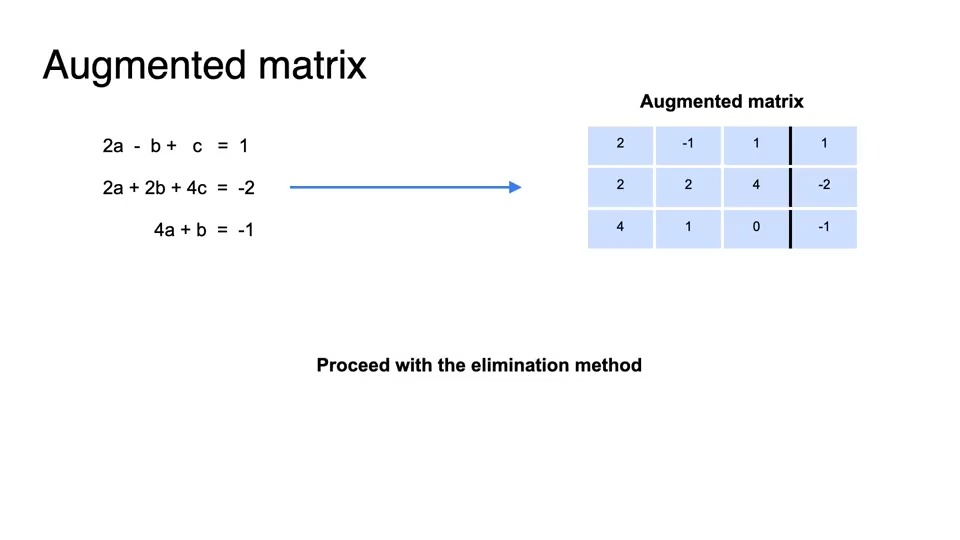 Augmented matrix
Augmented matrix
2a - b + c = 1
2a + 2b + 4c = -2
4a + b = -1
2 -1 1 1
2 2 4 -2
4 1 0 -1
Proceed with the elimination method